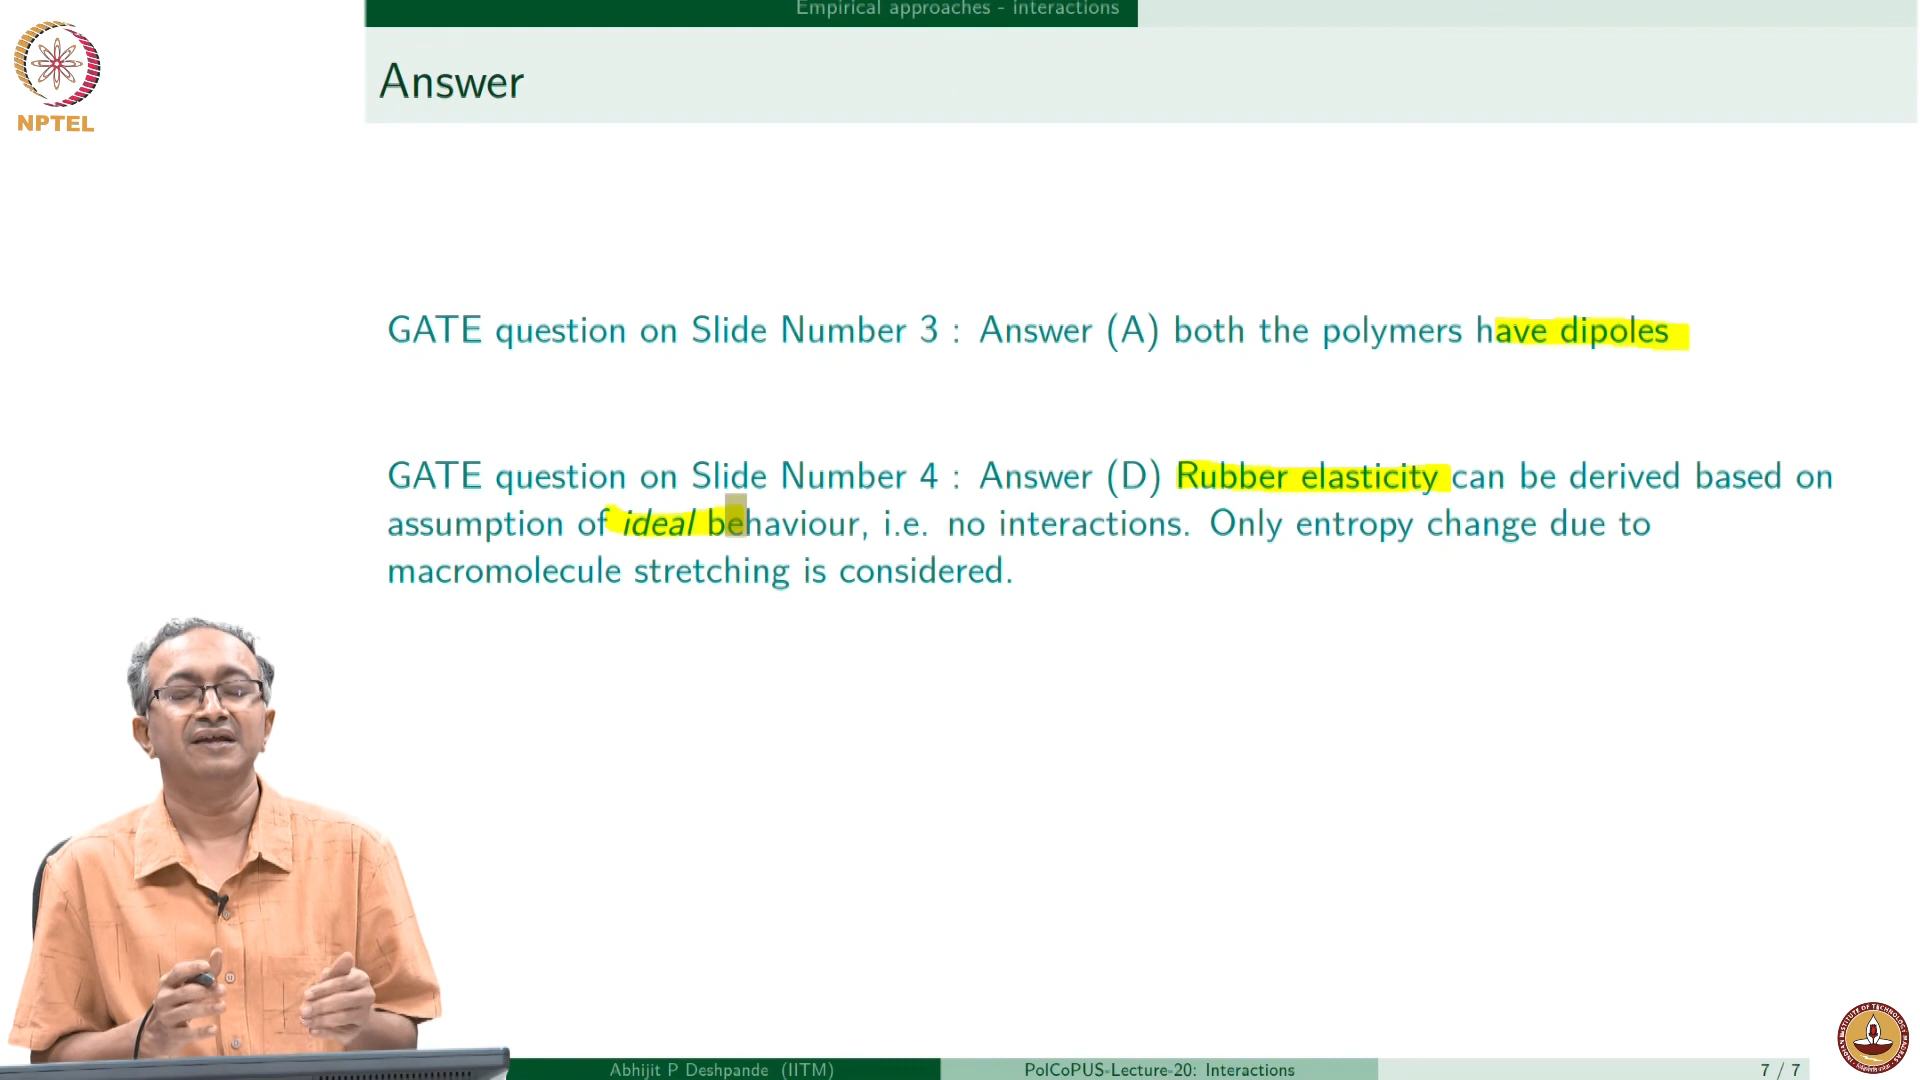 Empirical approaches - interactions
NPTEL
Answer
GATE question on Slide Number 3 : Answer (A) both the polymers have dipoles
GATE question on Slide Number 4 : Answer (D) Rubber elasticity can be derived based on
assumption of ideal behaviour, i.e. no interactions. Only entropy change due to
macromolecule stretching is considered.
Abhijit P Deshpande (IITM)
PolCoPUS-Lecture-20: Interactions
7 / 7